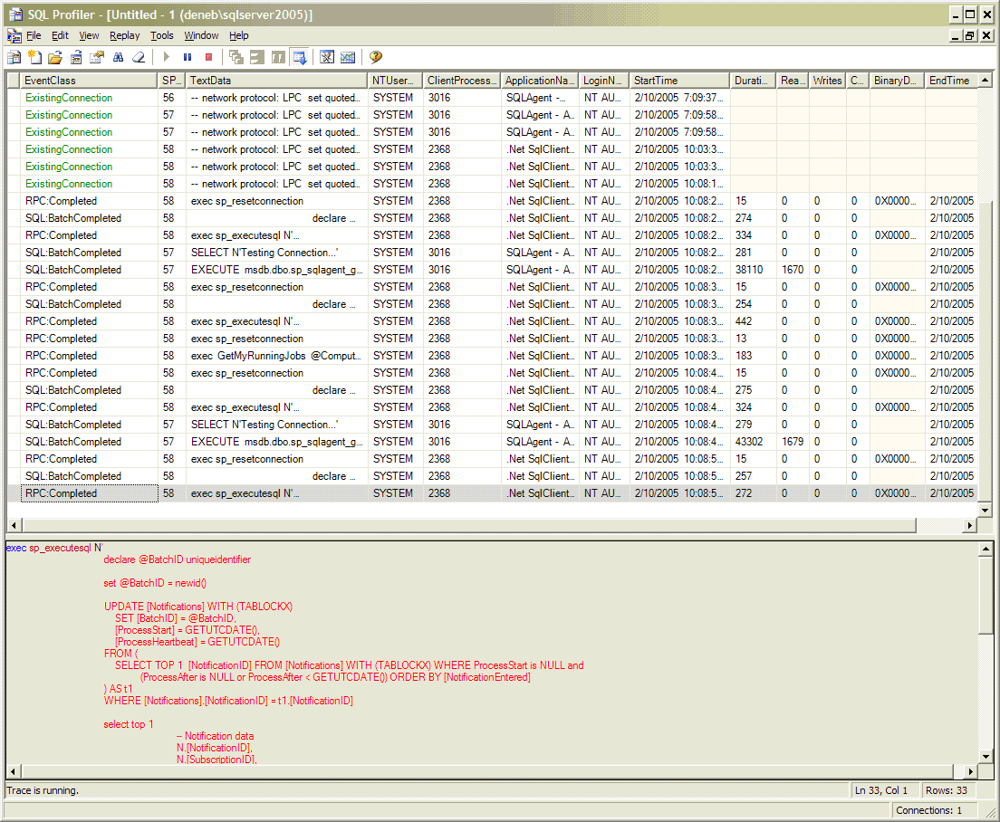 SQL Profiler - [Untitled - 1 (deneb\sqlserver2005)]
File Edit View Replay Tools Window Help
EventClass SP... TextData NTUser... ClientProcess... ApplicationNa... LoginN... StartTime Durati... Rea... Writes C... BinaryD... EndTime
ExistingConnection 56 -- network protocol: LPC set quoted... SYSTEM 3016 SQLAgent -... NT AU... 2/10/2005 7:09:37...
ExistingConnection 57 -- network protocol: LPC set quoted... SYSTEM 3016 SQLAgent - A... NT AU... 2/10/2005 7:09:58...
ExistingConnection 57 -- network protocol: LPC set quoted... SYSTEM 3016 SQLAgent - A... NT AU... 2/10/2005 7:09:58...
ExistingConnection 58 -- network protocol: LPC set quoted... SYSTEM 2368 .Net SqlClient... NT AU... 2/10/2005 10:03:3...
ExistingConnection 58 -- network protocol: LPC set quoted... SYSTEM 2368 .Net SqlClient... NT AU... 2/10/2005 10:03:3...
ExistingConnection 58 -- network protocol: LPC set quoted... SYSTEM 2368 .Net SqlClient... NT AU... 2/10/2005 10:08:1...
RPC:Completed 58 exec sp_resetconnection SYSTEM 2368 .Net SqlClient... NT AU... 2/10/2005 10:08:2... 15 0 0 0 0X0000... 2/10/2005
SQL:BatchCompleted 58 declare ... SYSTEM 2368 .Net SqlClient... NT AU... 2/10/2005 10:08:2... 274 0 0 0 2/10/2005
RPC:Completed 58 exec sp_executesql N'... SYSTEM 2368 .Net SqlClient... NT AU... 2/10/2005 10:08:2... 334 0 0 0 0X0000... 2/10/2005
SQL:BatchCompleted 57 SELECT N'Testing Connection...' SYSTEM 3016 SQLAgent - A... NT AU... 2/10/2005 10:08:2... 281 0 0 0 2/10/2005
SQL:BatchCompleted 57 EXECUTE msdb.dbo.sp_sqlagent_g... SYSTEM 3016 SQLAgent - A... NT AU... 2/10/2005 10:08:2... 38110 1670 0 0 2/10/2005
RPC:Completed 58 exec sp_resetconnection SYSTEM 2368 .Net SqlClient... NT AU... 2/10/2005 10:08:3... 15 0 0 0 0X0000... 2/10/2005
SQL:BatchCompleted 58 declare ... SYSTEM 2368 .Net SqlClient... NT AU... 2/10/2005 10:08:3... 254 0 0 0 2/10/2005
RPC:Completed 58 exec sp_executesql N'... SYSTEM 2368 .Net SqlClient... NT AU... 2/10/2005 10:08:3... 442 0 0 0 0X0000... 2/10/2005
RPC:Completed 58 exec sp_resetconnection SYSTEM 2368 .Net SqlClient... NT AU... 2/10/2005 10:08:3... 13 0 0 0 0X0000... 2/10/2005
RPC:Completed 58 exec GetMyRunningJobs @Comput... SYSTEM 2368 .Net SqlClient... NT AU... 2/10/2005 10:08:3... 183 0 0 0 0X0000... 2/10/2005
RPC:Completed 58 exec sp_resetconnection SYSTEM 2368 .Net SqlClient... NT AU... 2/10/2005 10:08:4... 15 0 0 0 0X0000... 2/10/2005
SQL:BatchCompleted 58 declare ... SYSTEM 2368 .Net SqlClient... NT AU... 2/10/2005 10:08:4... 275 0 0 0 2/10/2005
RPC:Completed 58 exec sp_executesql N'... SYSTEM 2368 .Net SqlClient... NT AU... 2/10/2005 10:08:4... 324 0 0 0 0X0000... 2/10/2005
SQL:BatchCompleted 57 SELECT N'Testing Connection...' SYSTEM 3016 SQLAgent - A... NT AU... 2/10/2005 10:08:4... 279 0 0 0 2/10/2005
SQL:BatchCompleted 57 EXECUTE msdb.dbo.sp_sqlagent_g... SYSTEM 3016 SQLAgent - A... NT AU... 2/10/2005 10:08:4... 43302 1679 0 0 2/10/2005
RPC:Completed 58 exec sp_resetconnection SYSTEM 2368 .Net SqlClient... NT AU... 2/10/2005 10:08:5... 15 0 0 0 0X0000... 2/10/2005
SQL:BatchCompleted 58 declare ... SYSTEM 2368 .Net SqlClient... NT AU... 2/10/2005 10:08:5... 257 0 0 0 2/10/2005
RPC:Completed 58 exec sp_executesql N'... SYSTEM 2368 .Net SqlClient... NT AU... 2/10/2005 10:08:5... 272 0 0 0 0X0000... 2/10/2005
exec sp_executesql N'
declare @BatchID uniqueidentifier
set @BatchID = newid()
UPDATE [Notifications] WITH (TABLOCKX)
SET [BatchID] = @BatchID,
[ProcessStart] = GETUTCDATE(),
[ProcessHeartbeat] = GETUTCDATE()
FROM (
SELECT TOP 1 [NotificationID] FROM [Notifications] WITH (TABLOCKX) WHERE ProcessStart is NULL and
(ProcessAfter is NULL or ProcessAfter < GETUTCDATE()) ORDER BY [NotificationEntered]
) AS t1
WHERE [Notifications].[NotificationID] = t1.[NotificationID]
select top 1
-- Notification data
N.[NotificationID],
N.[SubscriptionID],
Trace is running. Ln 33, Col 1 Rows: 33
Connections: 1